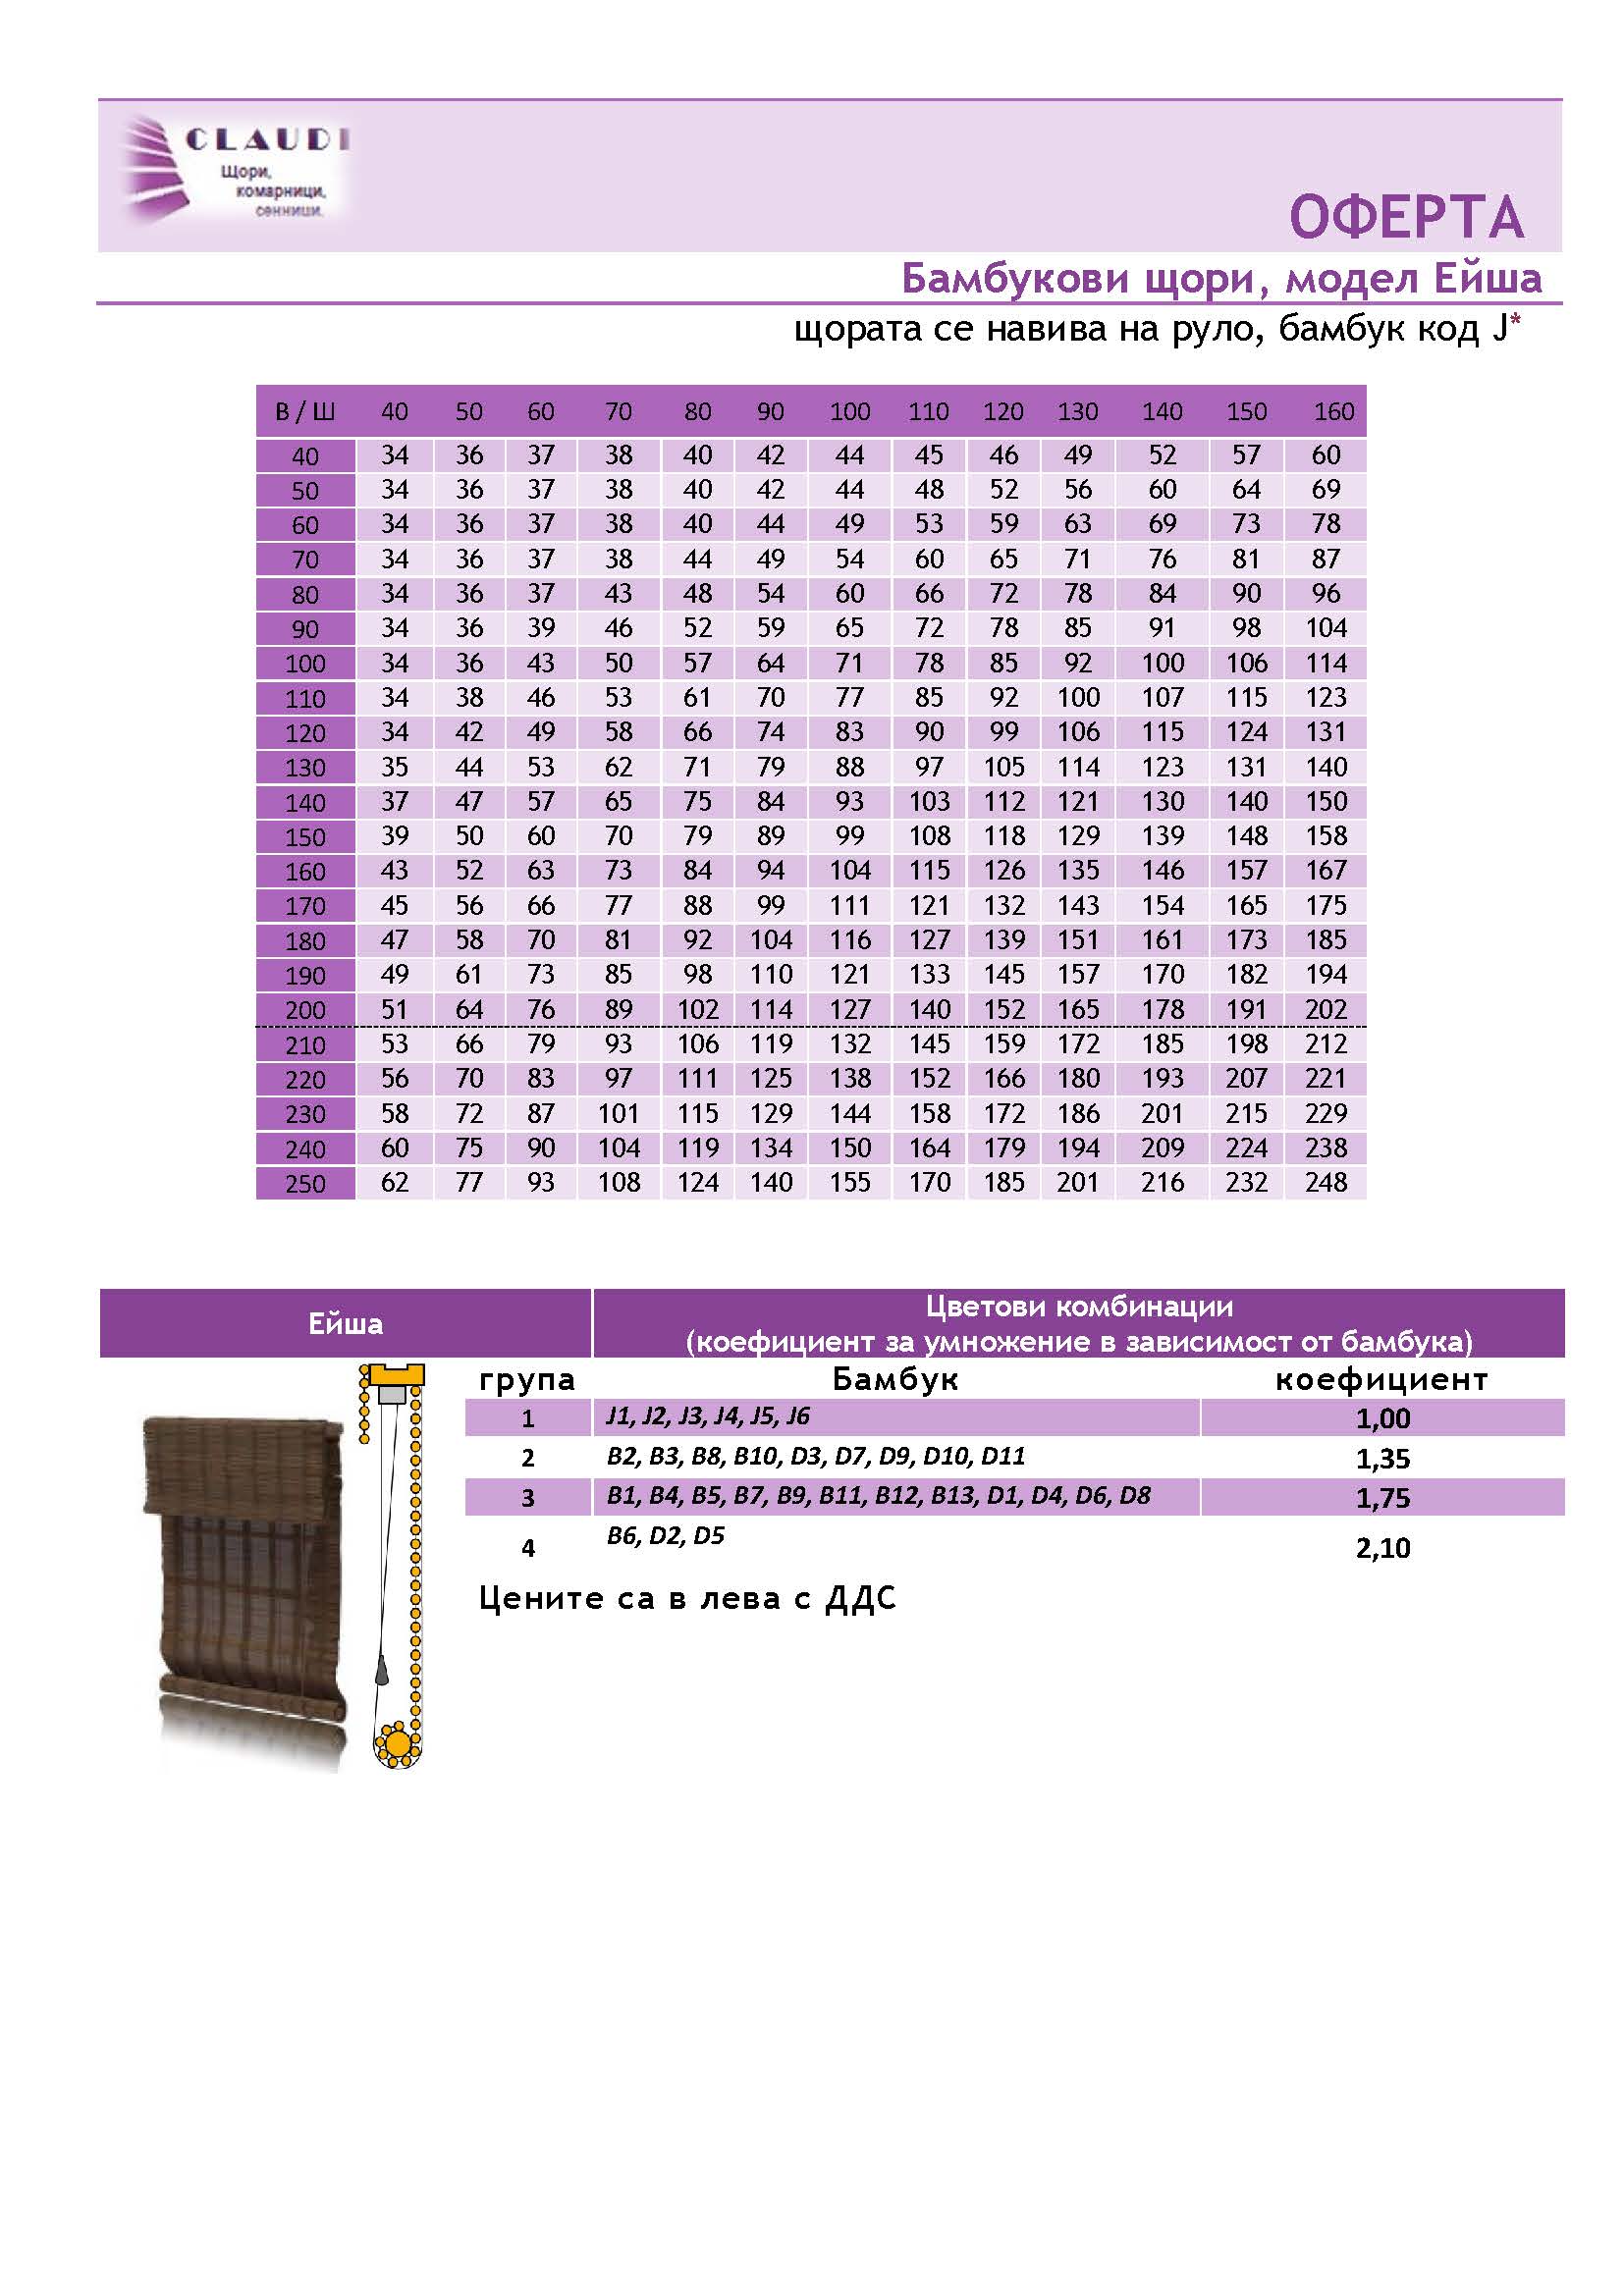 CLAUDI
Щори,
комарници,
сенници.
ОФЕРТА
Бамбукови щори, модел Ейша
щората се навива на руло, бамбук код J*
В / Ш 40 50 60 70 80 90 100 110 120 130 140 150 160
40 34 36 37 38 40 42 44 45 46 49 52 57 60
50 34 36 37 38 40 42 44 48 52 56 60 64 69
60 34 36 37 38 40 44 49 53 59 63 69 73 78
70 34 36 37 38 44 49 54 60 65 71 76 81 87
80 34 36 37 43 48 54 60 66 72 78 84 90 96
90 34 36 39 46 52 59 65 72 78 85 91 98 104
100 34 36 43 50 57 64 71 78 85 92 100 106 114
110 34 38 46 53 61 70 77 85 92 100 107 115 123
120 34 42 49 58 66 74 83 90 99 106 115 124 131
130 35 44 53 62 71 79 88 97 105 114 123 131 140
140 37 47 57 65 75 84 93 103 112 121 130 140 150
150 39 50 60 70 79 89 99 108 118 129 139 148 158
160 43 52 63 73 84 94 104 115 126 135 146 157 167
170 45 56 66 77 88 99 111 121 132 143 154 165 175
180 47 58 70 81 92 104 116 127 139 151 161 173 185
190 49 61 73 85 98 110 121 133 145 157 170 182 194
200 51 64 76 89 102 114 127 140 152 165 178 191 202
210 53 66 79 93 106 119 132 145 159 172 185 198 212
220 56 70 83 97 111 125 138 152 166 180 193 207 221
230 58 72 87 101 115 129 144 158 172 186 201 215 229
240 60 75 90 104 119 134 150 164 179 194 209 224 238
250 62 77 93 108 124 140 155 170 185 201 216 232 248
Ейша
Цветови комбинации
(коефициент за умножение в зависимост от бамбука)
група Бамбук коефициент
1 J1, J2, J3, J4, J5, J6 1,00
2 B2, B3, B8, B10, D3, D7, D9, D10, D11 1,35
3 B1, B4, B5, B7, B9, B11, B12, B13, D1, D4, D6, D8 1,75
4 B6, D2, D5 2,10
Цените са в лева с ДДС